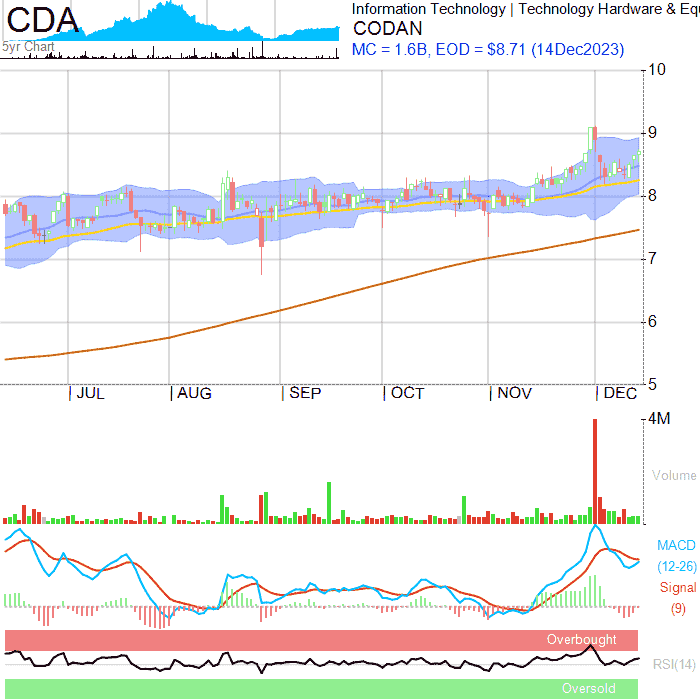 CDA
5yr Chart
Information Technology | Technology Hardware & Equ
CODAN
MC = 1.6B, EOD = $8.71 (14Dec2023)
10
9
8
7
6
5
JUL
AUG
SEP
OCT
NOV
DEC
4M
Volume
MACD
(12-26)
Signal
(9)
Overbought
RSI(14)
Oversold